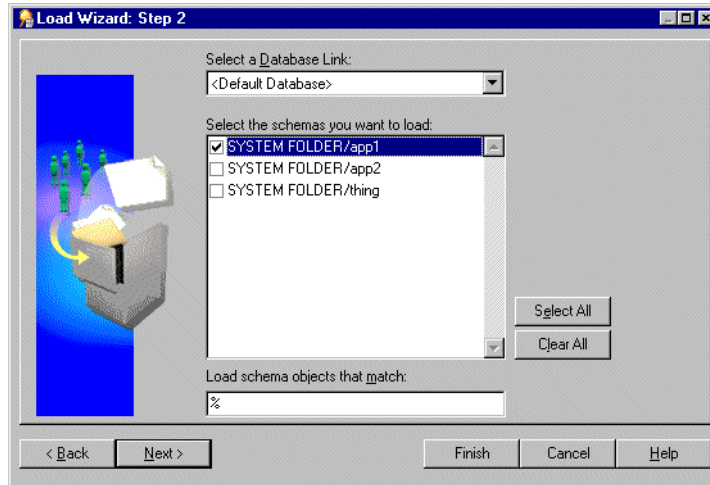 Load Wizard: Step 2
Select a Database Link:
<Default Database>
Select the schemas you want to load:
SYSTEM FOLDER/app1
SYSTEM FOLDER/app2
SYSTEM FOLDER/thing
Select All
Clear All
Load schema objects that match:
%
< Back Next > Finish Cancel Help